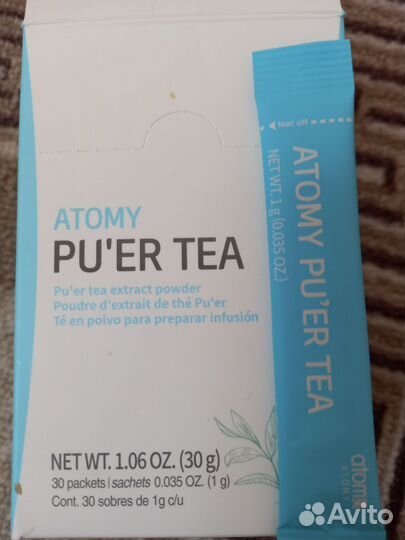 ATOMY
PU'ER TEA
Pu'er tea extract powder
Poudre d'extrait de thé Pu'er
Té en polvo para preparar infusión
NET WT. 1.06 OZ. (30 g)
30 packets | sachets 0.035 OZ. (1 g)
Cont. 30 sobres de 1g c/u
tear off
ATOMY PU'ER TEA
NET WT. 1 g (0.035 OZ.)
Avito